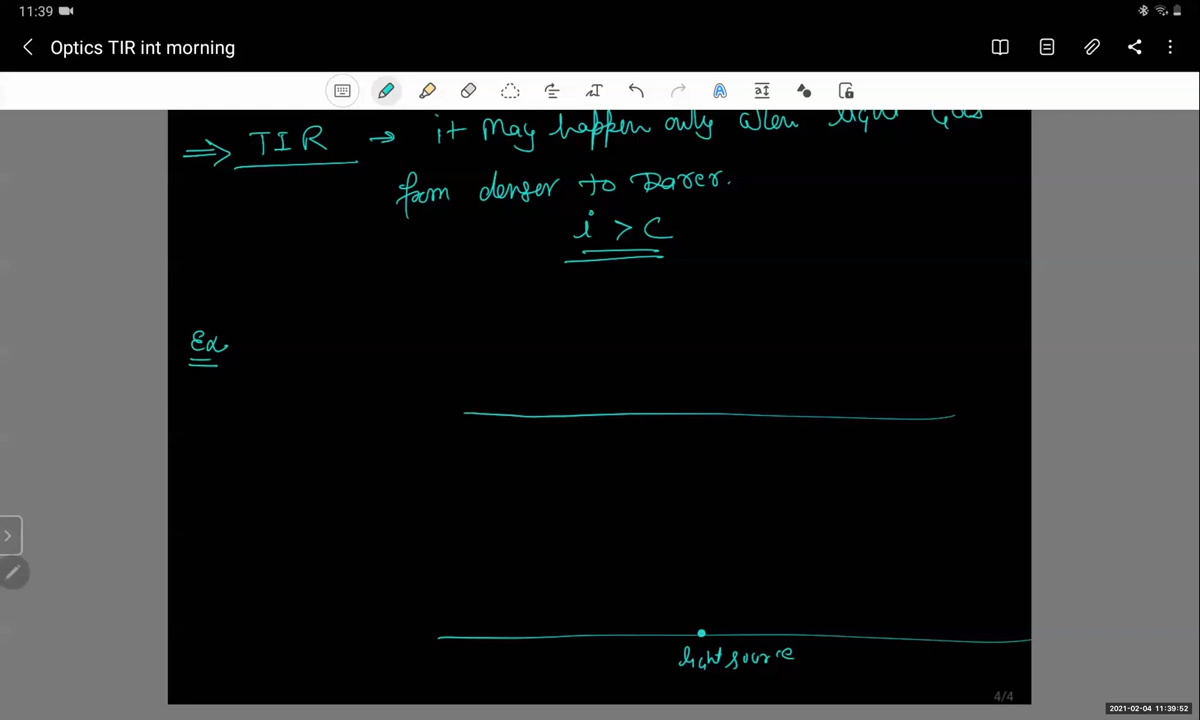 11:39
Optics TIR int morning
⇒ TIR → it may happen only when light
from denser to Rarer.
i > C
Ex
light source
4/4
2021-02-04 11:39:52